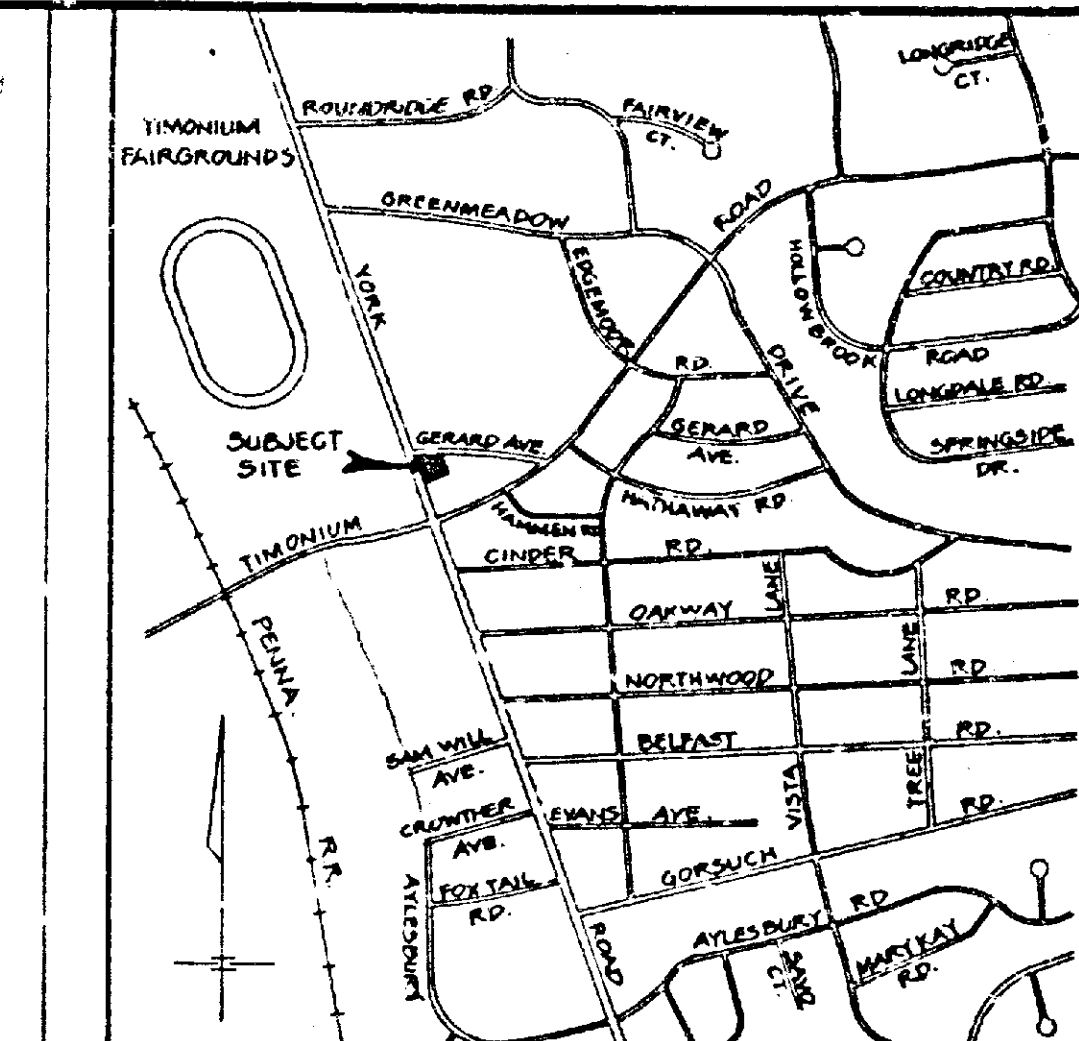 LONGRIDGE
CT.
ROUNDRIDGE RD.
FAIRVIEW
CT.
TIMONIUM
FAIRGROUNDS
GREENMEADOW
ROAD
EDGEMOOR
HOLLOWBROOK
COUNTRY RD.
YORK
DRIVE
ROAD
RD.
LONGDALE RD.
GERARD
AVE.
SPRINGSIDE
DR.
SUBJECT
SITE
GERARD AVE.
HATHAWAY RD.
HAMMEN RD
TIMONIUM
CINDER
RD.
LANE
OAKWAY
RD.
PENNA.
LANE
NORTHWOOD
RD.
BELFAST
RD.
SAM WILL
AVE.
VISTA
TREE
CROWTHER
AVE.
EVANS
AVE.
RD.
R.R.
GORSUCH
AYLESBURY
FOX TAIL
RD.
ROAD
AYLESBURY
RD
MARY KAY
RD.
CT.